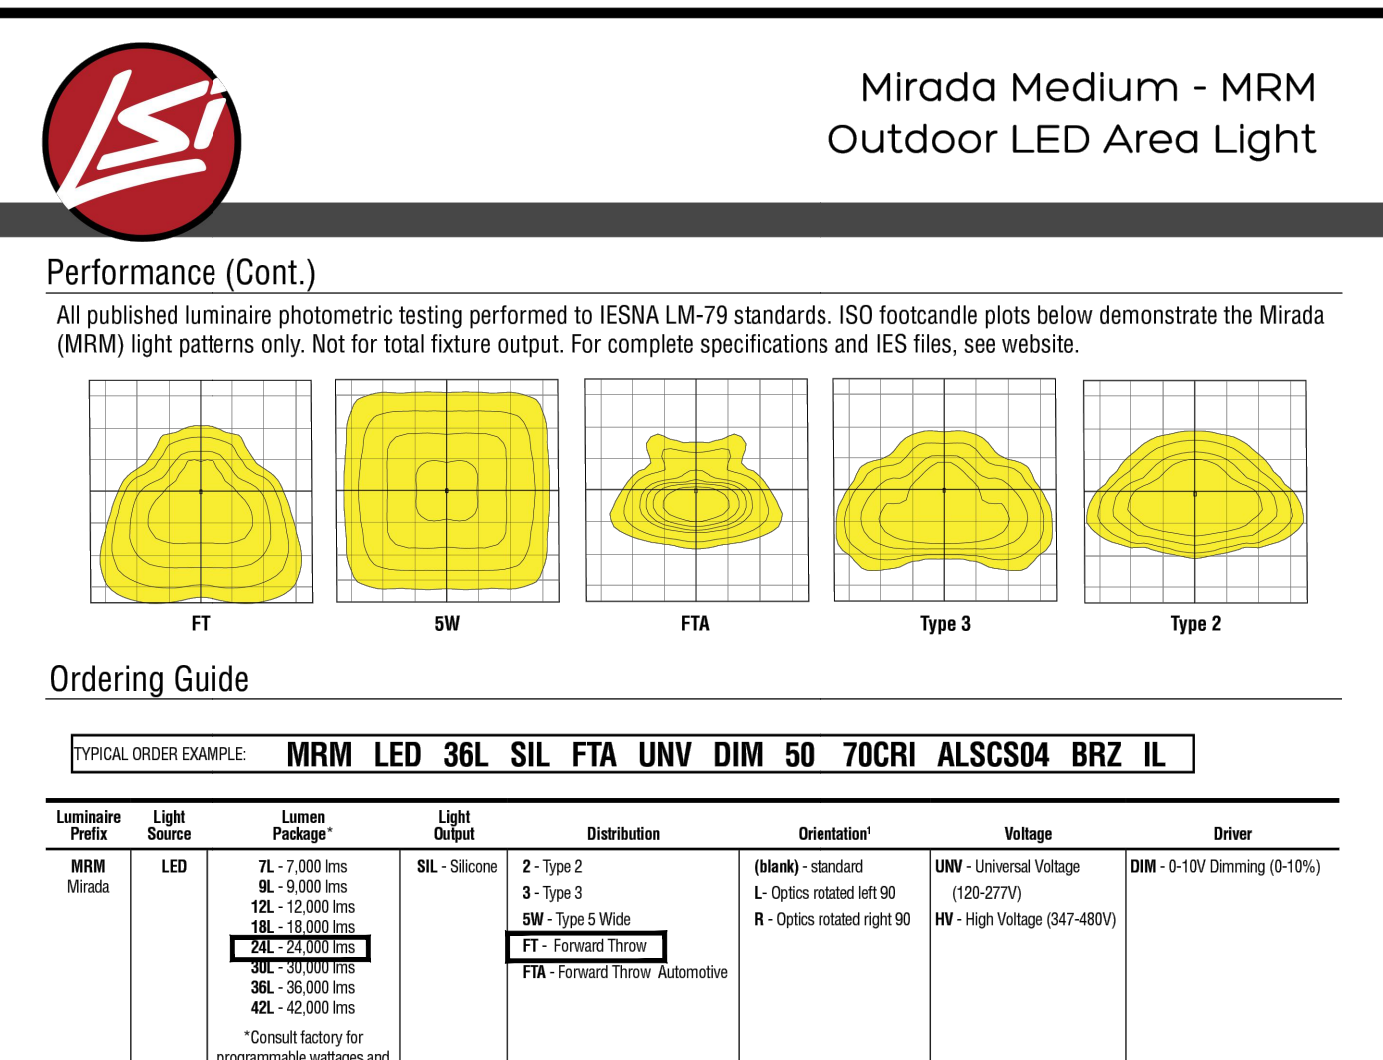 LSi
Mirada Medium - MRM
Outdoor LED Area Light
Performance (Cont.)
All published luminaire photometric testing performed to IESNA LM-79 standards. ISO footcandle plots below demonstrate the Mirada
(MRM) light patterns only. Not for total fixture output. For complete specifications and IES files, see website.
FT 5W FTA Type 3 Type 2
Ordering Guide
TYPICAL ORDER EXAMPLE: MRM LED 36L SIL FTA UNV DIM 50 70CRI ALSCS04 BRZ IL
Luminaire Prefix
Light Source
Lumen Package*
Light Output
Distribution
Orientation¹
Voltage
Driver
MRM
Mirada
LED
7L - 7,000 lms
9L - 9,000 lms
12L - 12,000 lms
18L - 18,000 lms
24L - 24,000 lms
30L - 30,000 lms
36L - 36,000 lms
42L - 42,000 lms
*Consult factory for
programmable wattages and
SIL - Silicone
2 - Type 2
3 - Type 3
5W - Type 5 Wide
FT - Forward Throw
FTA - Forward Throw Automotive
(blank) - standard
L- Optics rotated left 90
R - Optics rotated right 90
UNV - Universal Voltage
(120-277V)
HV - High Voltage (347-480V)
DIM - 0-10V Dimming (0-10%)